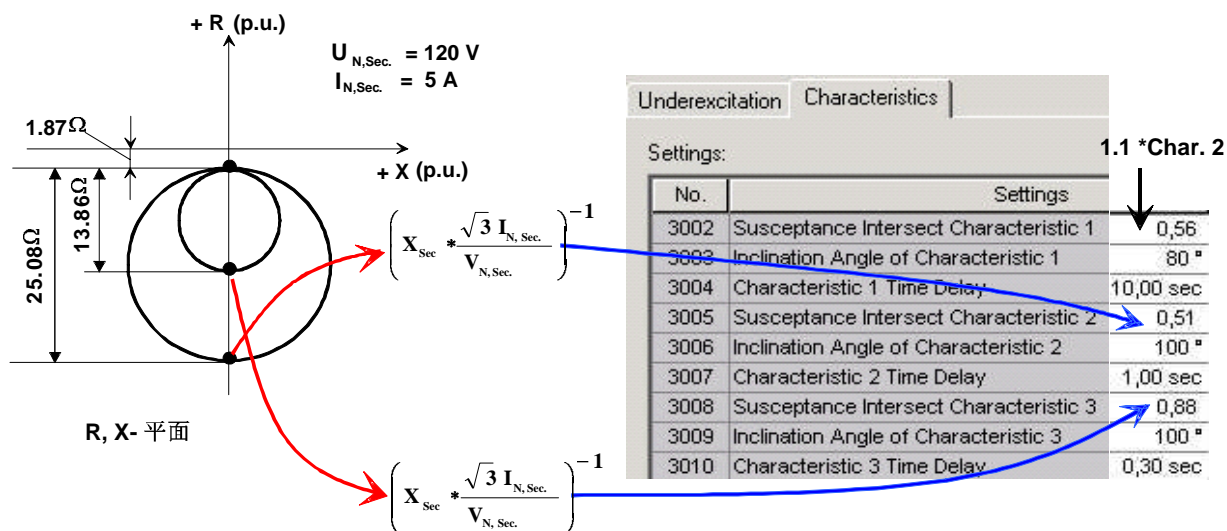 + R (p.u.)
U N,Sec. = 120 V
I N,Sec. = 5 A
1.87Ω
+ X (p.u.)
13.86Ω
25.08Ω
R, X- 平面
( X Sec * √3 I N, Sec. / V N, Sec. ) −1
( X Sec * √3 I N, Sec. / V N, Sec. ) −1
Underexcitation Characteristics
Settings:
1.1 *Char. 2
No. Settings
3002 Susceptance Intersect Characteristic 1 0,56
3003 Inclination Angle of Characteristic 1 80 °
3004 Characteristic 1 Time Delay 10,00 sec
3005 Susceptance Intersect Characteristic 2 0,51
3006 Inclination Angle of Characteristic 2 100 °
3007 Characteristic 2 Time Delay 1,00 sec
3008 Susceptance Intersect Characteristic 3 0,88
3009 Inclination Angle of Characteristic 3 100 °
3010 Characteristic 3 Time Delay 0,30 sec